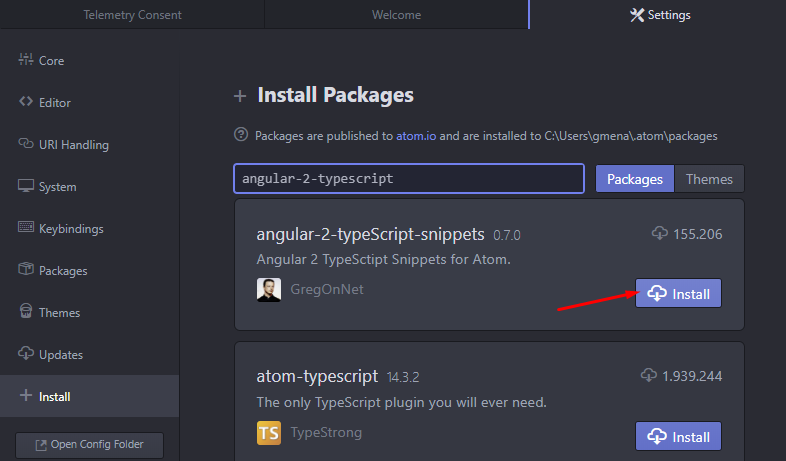 Telemetry Consent
Welcome
Settings
Core
Editor
URI Handling
System
Keybindings
Packages
Themes
Updates
Install
Open Config Folder
Install Packages
Packages are published to atom.io and are installed to C:\Users\gmena\.atom\packages
angular-2-typescript
Packages
Themes
angular-2-typeScript-snippets 0.7.0
155.206
Angular 2 TypeSctipt Snippets for Atom.
GregOnNet
Install
atom-typescript 14.3.2
1.939.244
The only TypeScript plugin you will ever need.
TS
TypeStrong
Install